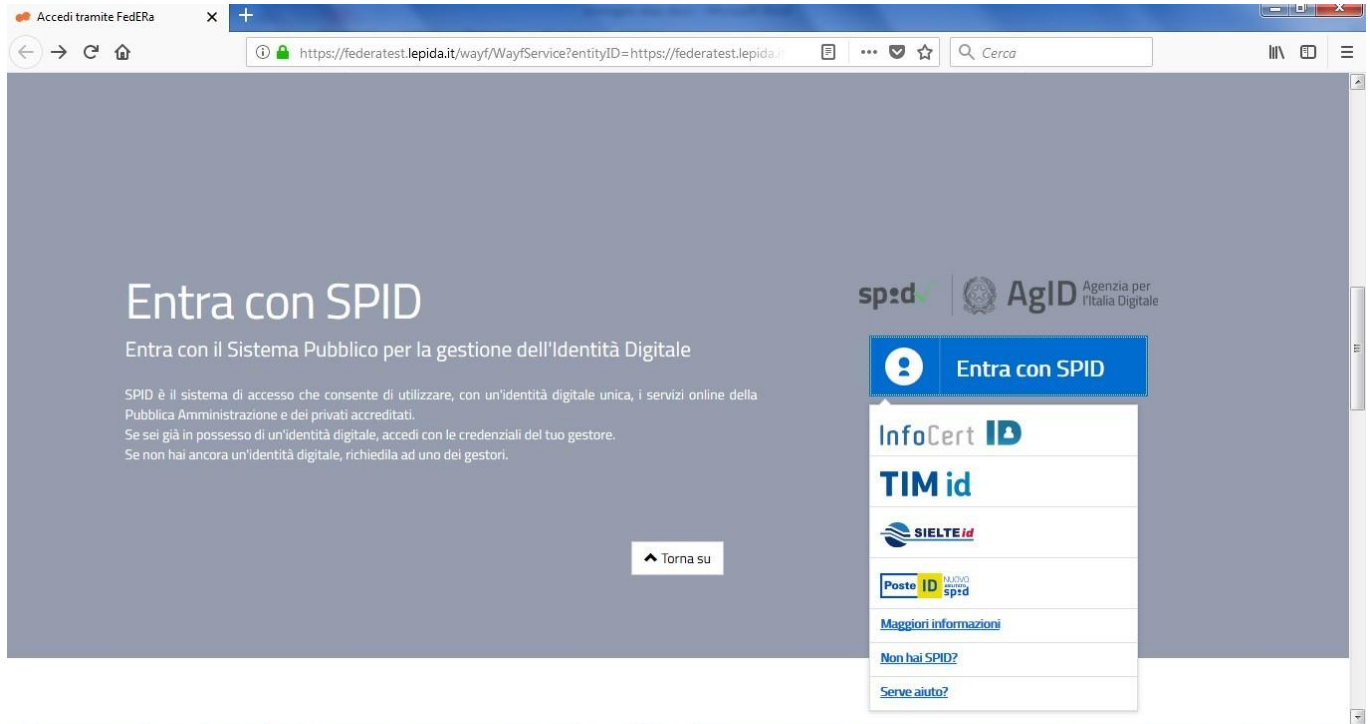 Accedi tramite FedERa
https://federatest.lepida.it/wayf/WayfService?entityID=https://federatest.lepida.i
Cerca
Entra con SPID
Entra con il Sistema Pubblico per la gestione dell'Identità Digitale
SPID è il sistema di accesso che consente di utilizzare, con un'identità digitale unica, i servizi online della
Pubblica Amministrazione e dei privati accreditati.
Se sei già in possesso di un'identità digitale, accedi con le credenziali del tuo gestore.
Se non hai ancora un'identità digitale, richiedila ad uno dei gestori.
Torna su
sp:d
AgID Agenzia per
l'Italia Digitale
Entra con SPID
InfoCert ID
TIM id
SIELTE id
Poste ID NUOVO
sp:d
Maggiori informazioni
Non hai SPID?
Serve aiuto?